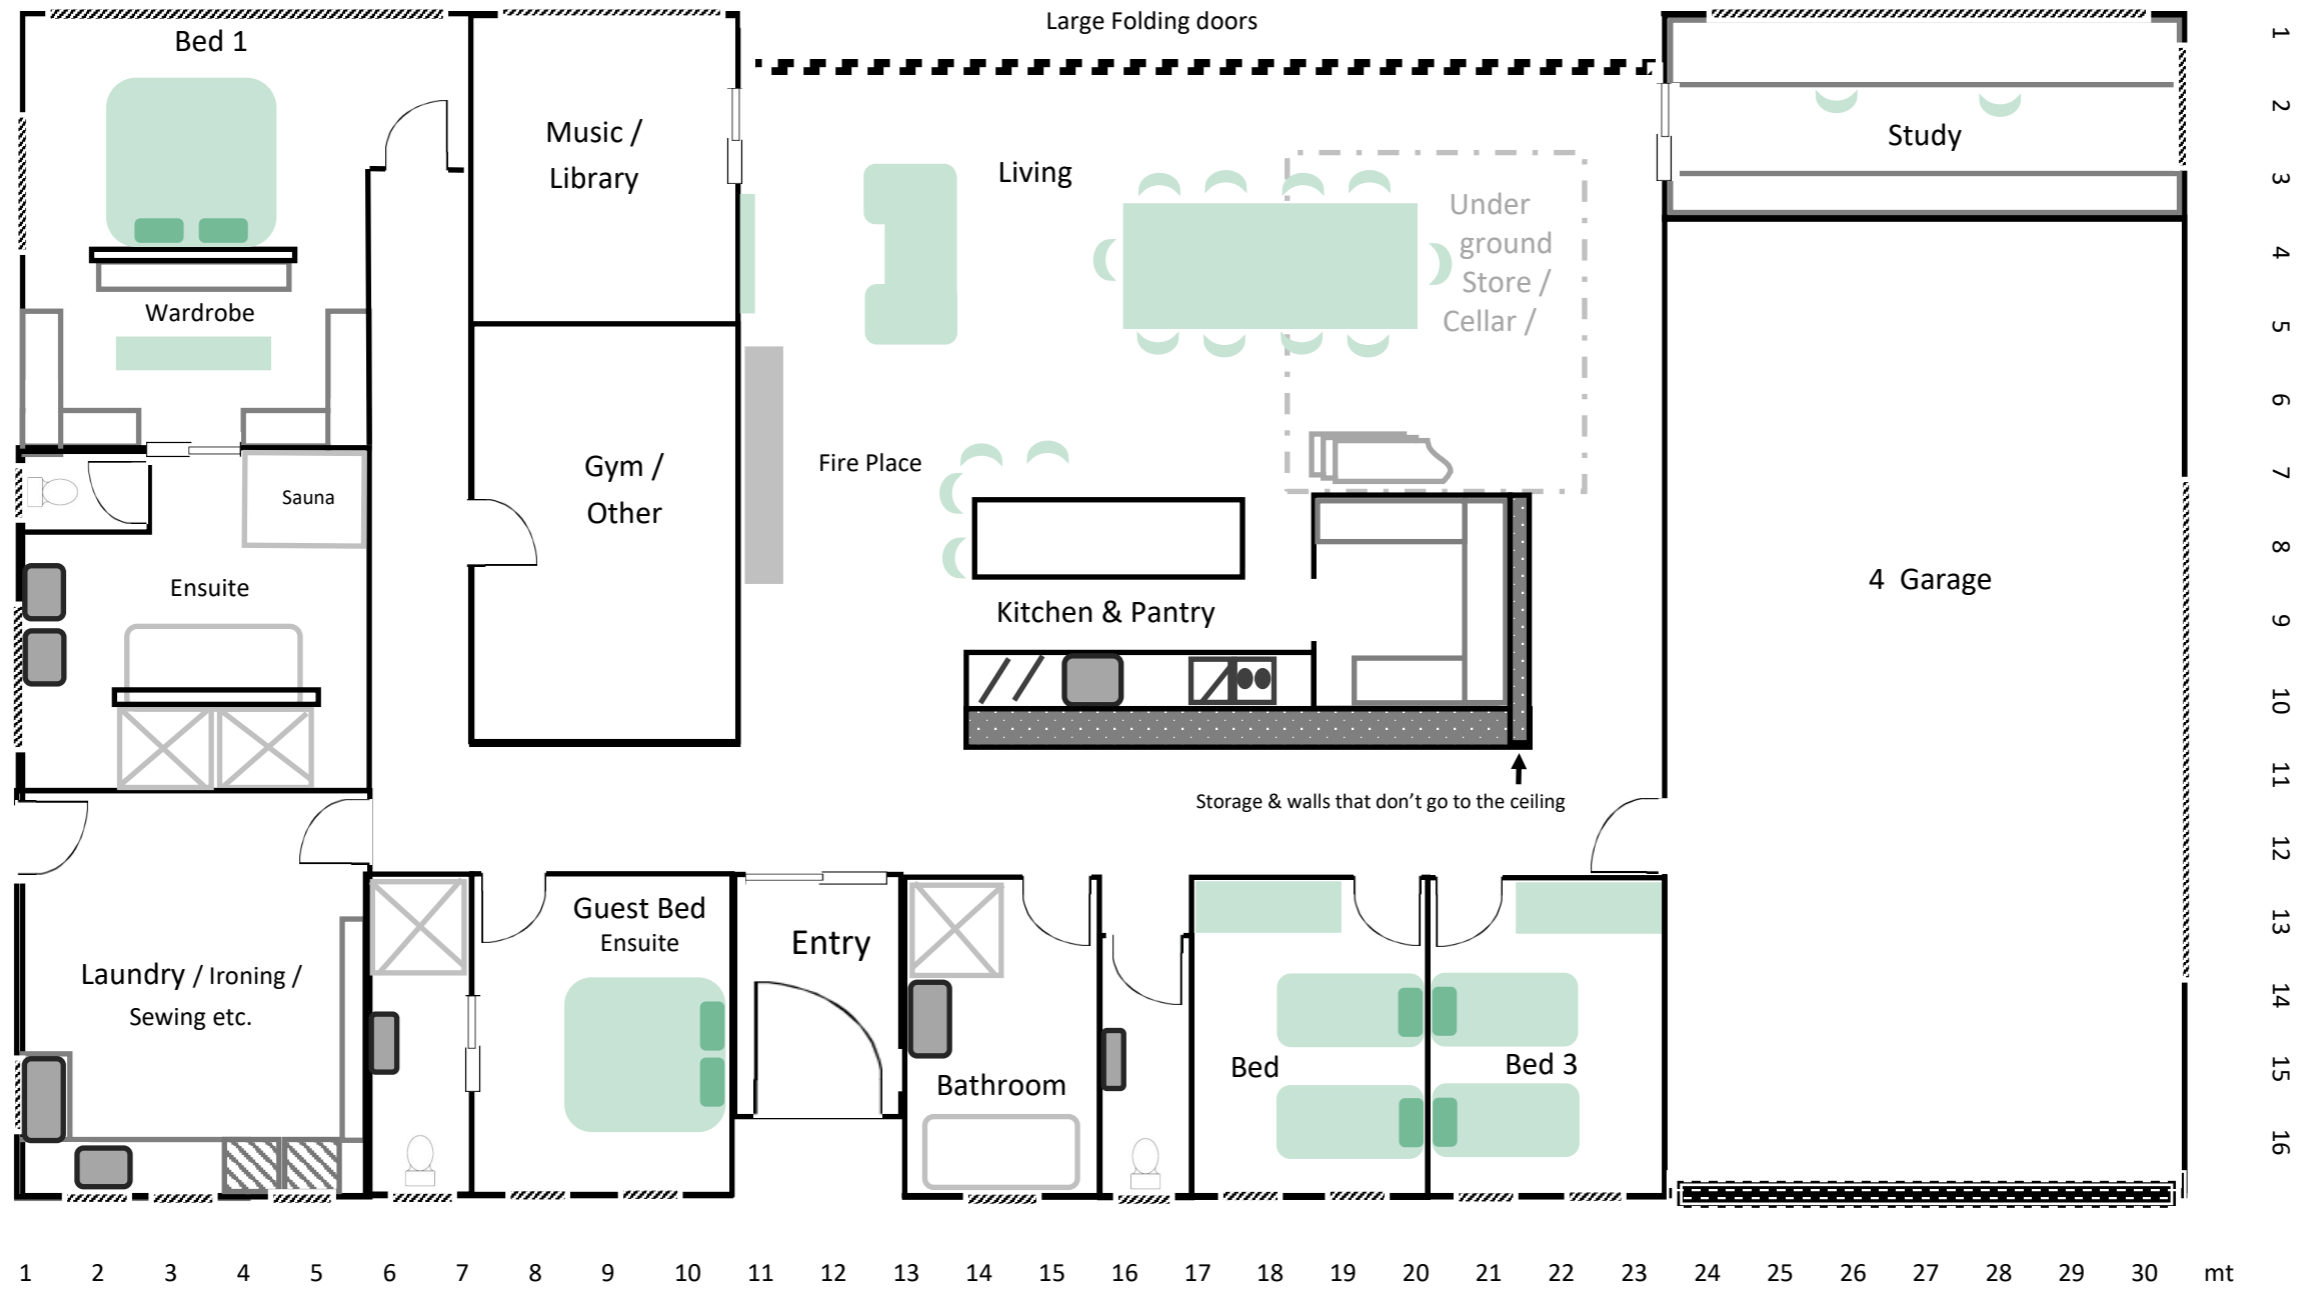 Large Folding doors
Bed 1
Music /
Library
Living
Study
Under
ground
Store /
Cellar /
Wardrobe
Fire Place
Gym /
Other
Sauna
Ensuite
Kitchen & Pantry
4 Garage
Storage & walls that don't go to the ceiling
Guest Bed
Ensuite
Entry
Laundry / Ironing /
Sewing etc.
Bathroom
Bed
Bed 3
1
2
3
4
5
6
7
8
9
10
11
12
13
14
15
16
1 2 3 4 5 6 7 8 9 10 11 12 13 14 15 16 17 18 19 20 21 22 23 24 25 26 27 28 29 30 mt